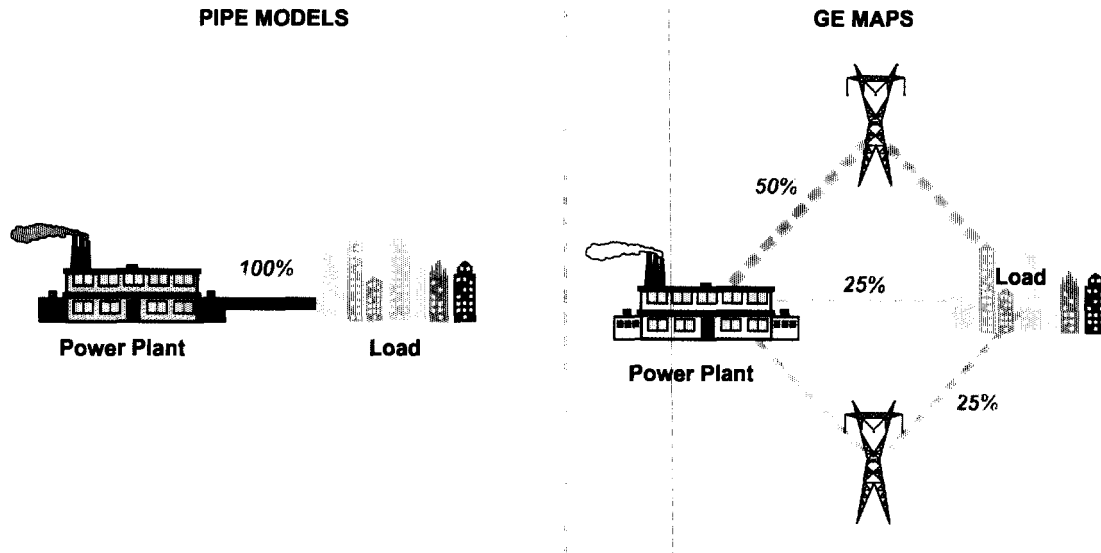 PIPE MODELS
100%
Power Plant
Load
GE MAPS
50%
Load
25%
Power Plant
25%